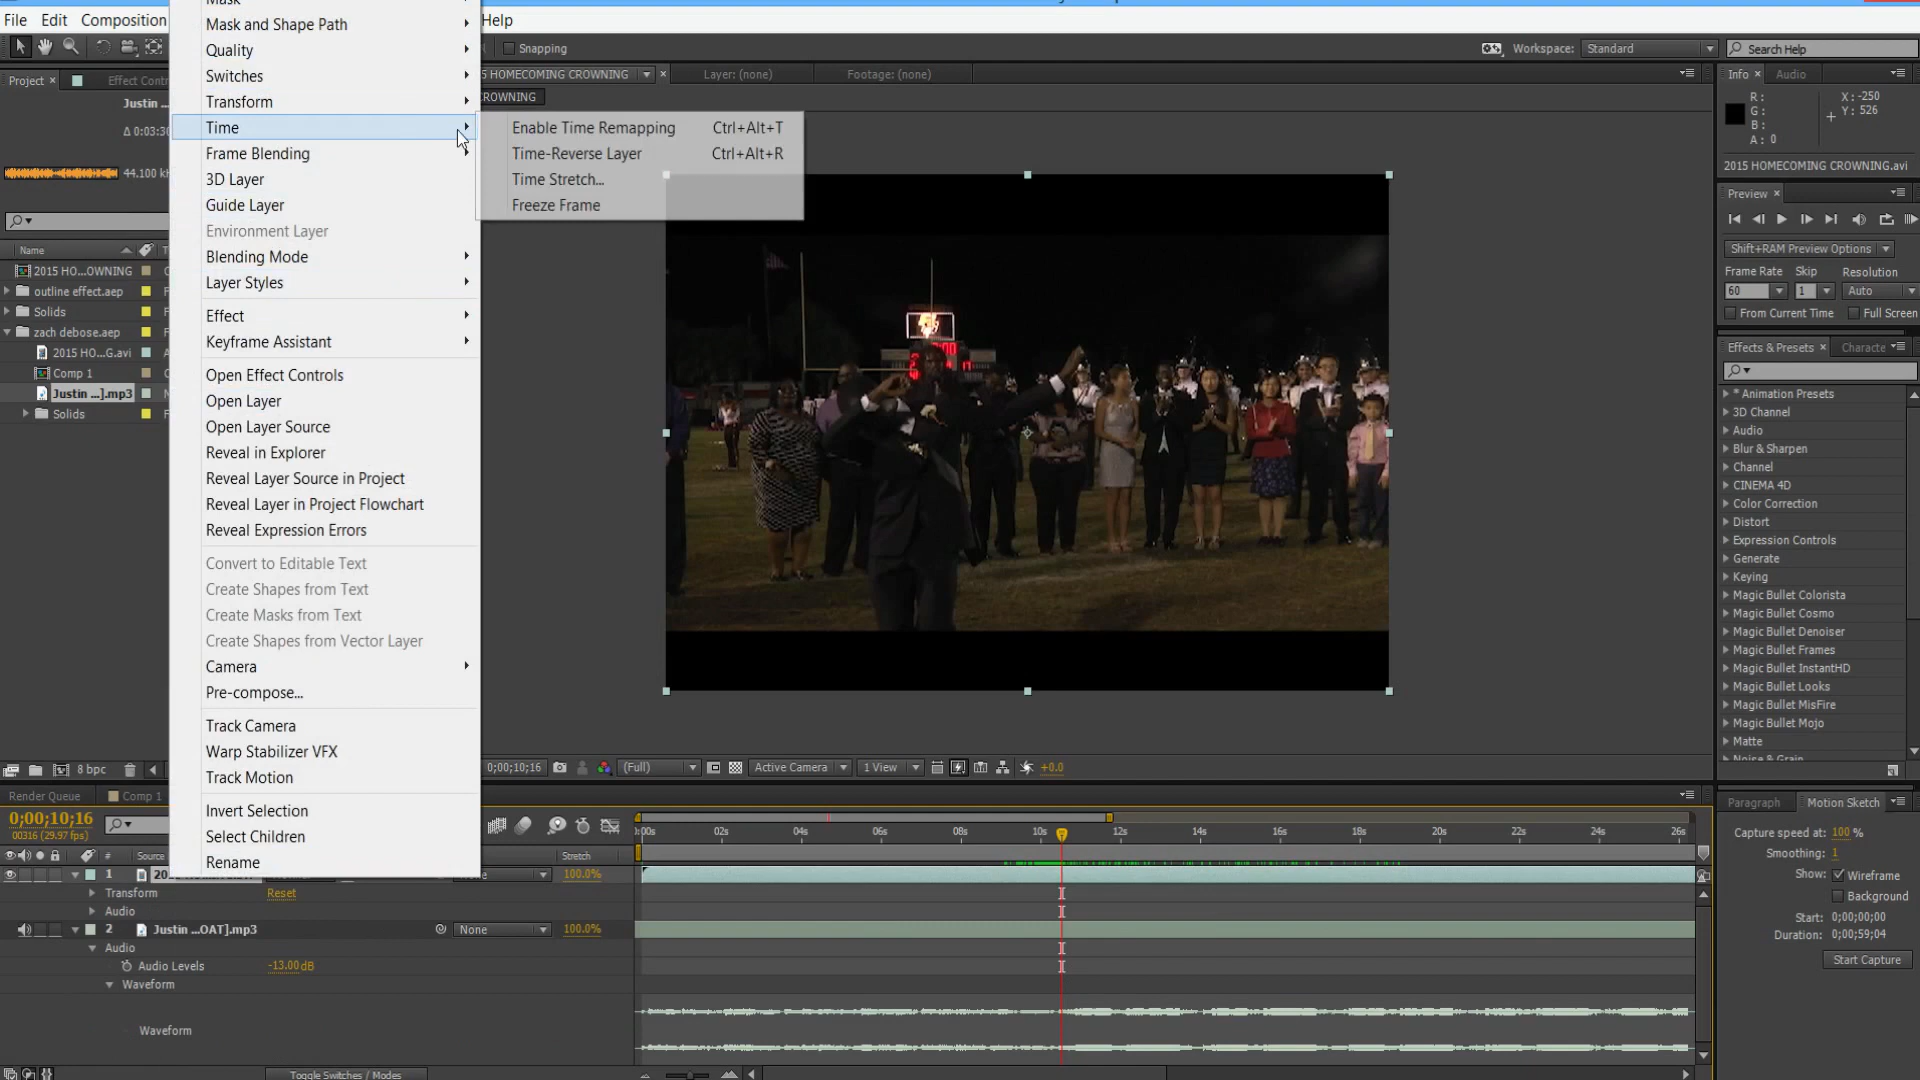 File Edit Composition Help
Snapping
Workspace: Standard
Search Help
Project
Effect Contr
HOMECOMING CROWNING
Layer: (none)
Footage: (none)
Info
Audio
CROWNING
Justin ...
Δ 0:03:30
44.100 kH
R:
G:
B:
A: 0
X: -250
Y: 526
2015 HOMECOMING CROWNING.avi
Mask
Mask and Shape Path
Quality
Switches
Transform
Time
Frame Blending
3D Layer
Guide Layer
Environment Layer
Blending Mode
Layer Styles
Effect
Keyframe Assistant
Open Effect Controls
Open Layer
Open Layer Source
Reveal in Explorer
Reveal Layer Source in Project
Reveal Layer in Project Flowchart
Reveal Expression Errors
Convert to Editable Text
Create Shapes from Text
Create Masks from Text
Create Shapes from Vector Layer
Camera
Pre-compose...
Track Camera
Warp Stabilizer VFX
Track Motion
Invert Selection
Select Children
Rename
Enable Time Remapping Ctrl+Alt+T
Time-Reverse Layer Ctrl+Alt+R
Time Stretch...
Freeze Frame
Name
2015 HO...OWNING
outline effect.aep
Solids
zach debose.aep
2015 HO...G.avi
Comp 1
Justin ...].mp3
Solids
8 bpc
Preview
Shift+RAM Preview Options
Frame Rate Skip Resolution
60 1 Auto
From Current Time Full Screen
Effects & Presets
Characte
* Animation Presets
3D Channel
Audio
Blur & Sharpen
Channel
CINEMA 4D
Color Correction
Distort
Expression Controls
Generate
Keying
Magic Bullet Colorista
Magic Bullet Cosmo
Magic Bullet Denoiser
Magic Bullet Frames
Magic Bullet InstantHD
Magic Bullet Looks
Magic Bullet MisFire
Magic Bullet Mojo
Matte
Noise & Grain
0;00;10;16 (Full) Active Camera 1 View +0.0
Render Queue
Comp 1
0;00;10;16
00316 (29.97 fps)
# Source
Stretch
:00s 02s 04s 06s 08s 10s 12s 14s 16s 18s 20s 22s 24s 26s
1 100.0%
Transform Reset
Audio
2 Justin ...OAT].mp3 None 100.0%
Audio
Audio Levels -13.00dB
Waveform
Waveform
Toggle Switches / Modes
Paragraph
Motion Sketch
Capture speed at: 100 %
Smoothing: 1
Show: Wireframe
Background
Start: 0;00;00;00
Duration: 0;00;59;04
Start Capture